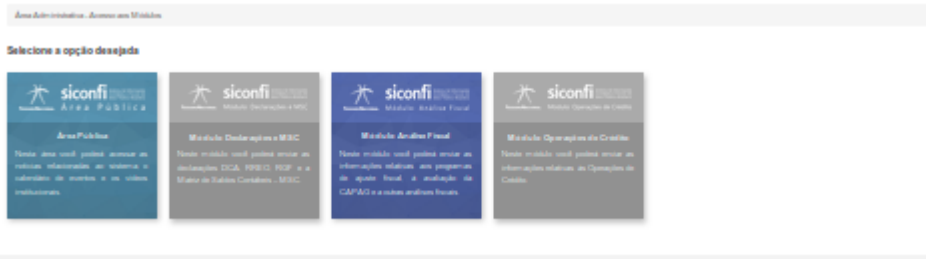 Área Administrativa - Acesso aos Módulos
Selecione a opção desejada
siconfi
Área Pública
Área Pública
Nesta área você poderá acessar as
notícias relacionadas ao sistema, o
calendário de eventos e os vídeos
institucionais.
siconfi
Módulo Declarações e MSC
Módulo Declarações e MSC
Neste módulo você poderá enviar as
declarações DCA, RREO, RGF e a
Matriz de Saldos Contábeis - MSC.
siconfi
Módulo Análise Fiscal
Módulo Análise Fiscal
Neste módulo você poderá enviar as
informações relativas aos programas
de ajuste fiscal, à avaliação da
CAPAG e a outras análises fiscais.
siconfi
Módulo Operações de Crédito
Módulo Operações de Crédito
Neste módulo você poderá enviar as
informações relativas às Operações de
Crédito.